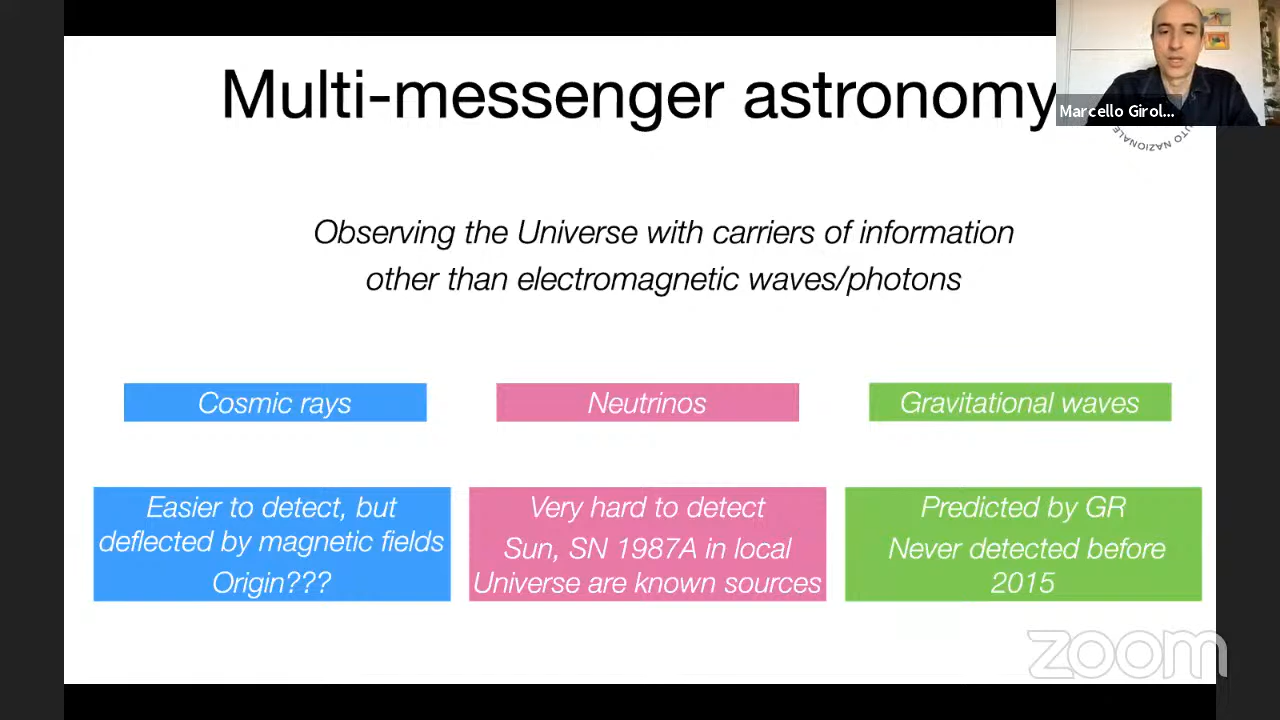 Multi-messenger astronomy
Marcello Girol...
UTO NAZIONALE
Observing the Universe with carriers of information
other than electromagnetic waves/photons
Cosmic rays
Neutrinos
Gravitational waves
Easier to detect, but
deflected by magnetic fields
Origin???
Very hard to detect
Sun, SN 1987A in local
Universe are known sources
Predicted by GR
Never detected before
2015
zoom